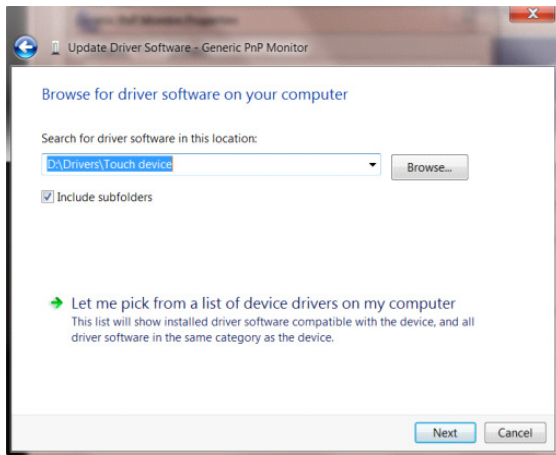 Update Driver Software - Generic PnP Monitor
Browse for driver software on your computer
Search for driver software in this location:
D:\Drivers\Touch device
Browse...
Include subfolders
Let me pick from a list of device drivers on my computer
This list will show installed driver software compatible with the device, and all
driver software in the same category as the device.
Next
Cancel